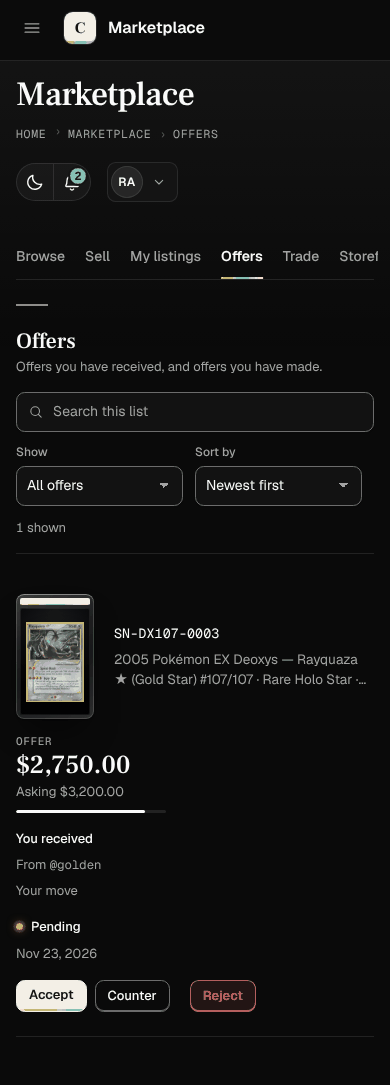 C Marketplace
Marketplace
HOME › MARKETPLACE › OFFERS
2
RA
Browse Sell My listings Offers Trade Storef
Offers
Offers you have received, and offers you have made.
Search this list
Show Sort by
All offers Newest first
1 shown
SN-DX107-0003
2005 Pokémon EX Deoxys — Rayquaza
★ (Gold Star) #107/107 · Rare Holo Star ·…
OFFER
$2,750.00
Asking $3,200.00
You received
From @golden
Your move
Pending
Nov 23, 2026
Accept Counter Reject